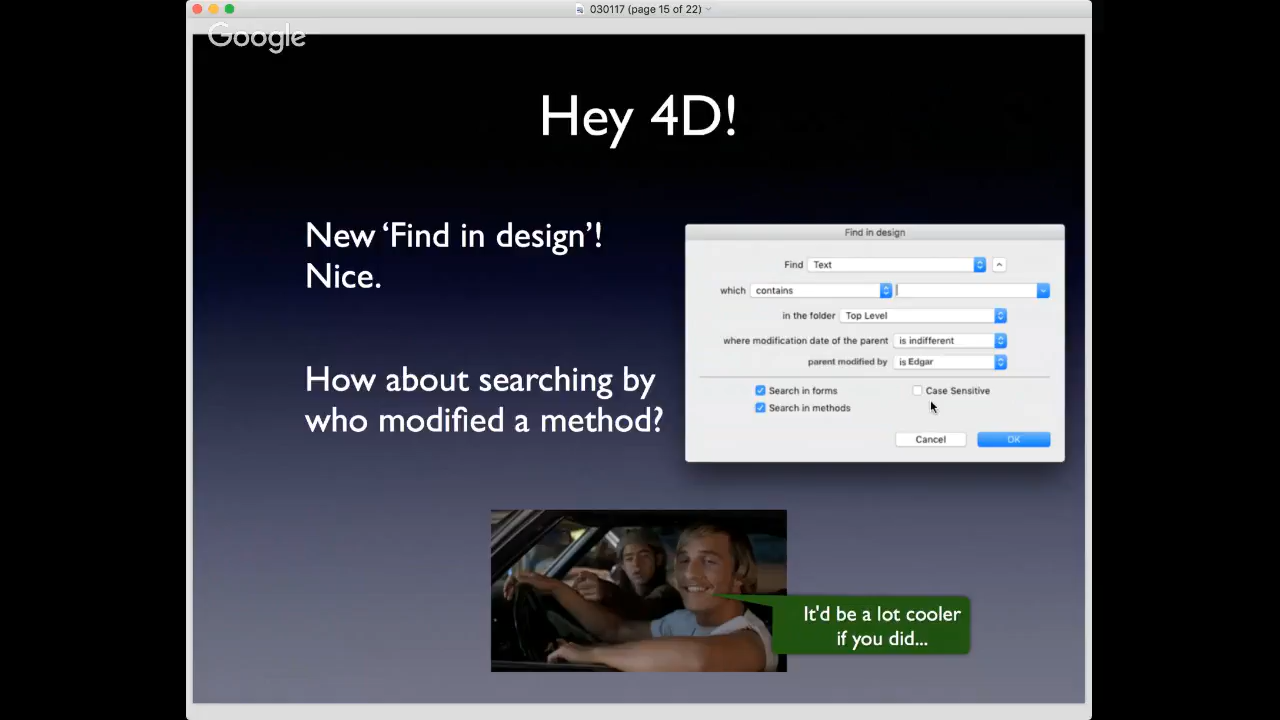 030117 (page 15 of 22)
Google
Hey 4D!
New ‘Find in design’!
Nice.
How about searching by
who modified a method?
Find in design
Find Text
which contains
in the folder Top Level
where modification date of the parent is indifferent
parent modified by is Edgar
Search in forms Case Sensitive
Search in methods
Cancel OK
It'd be a lot cooler
if you did...